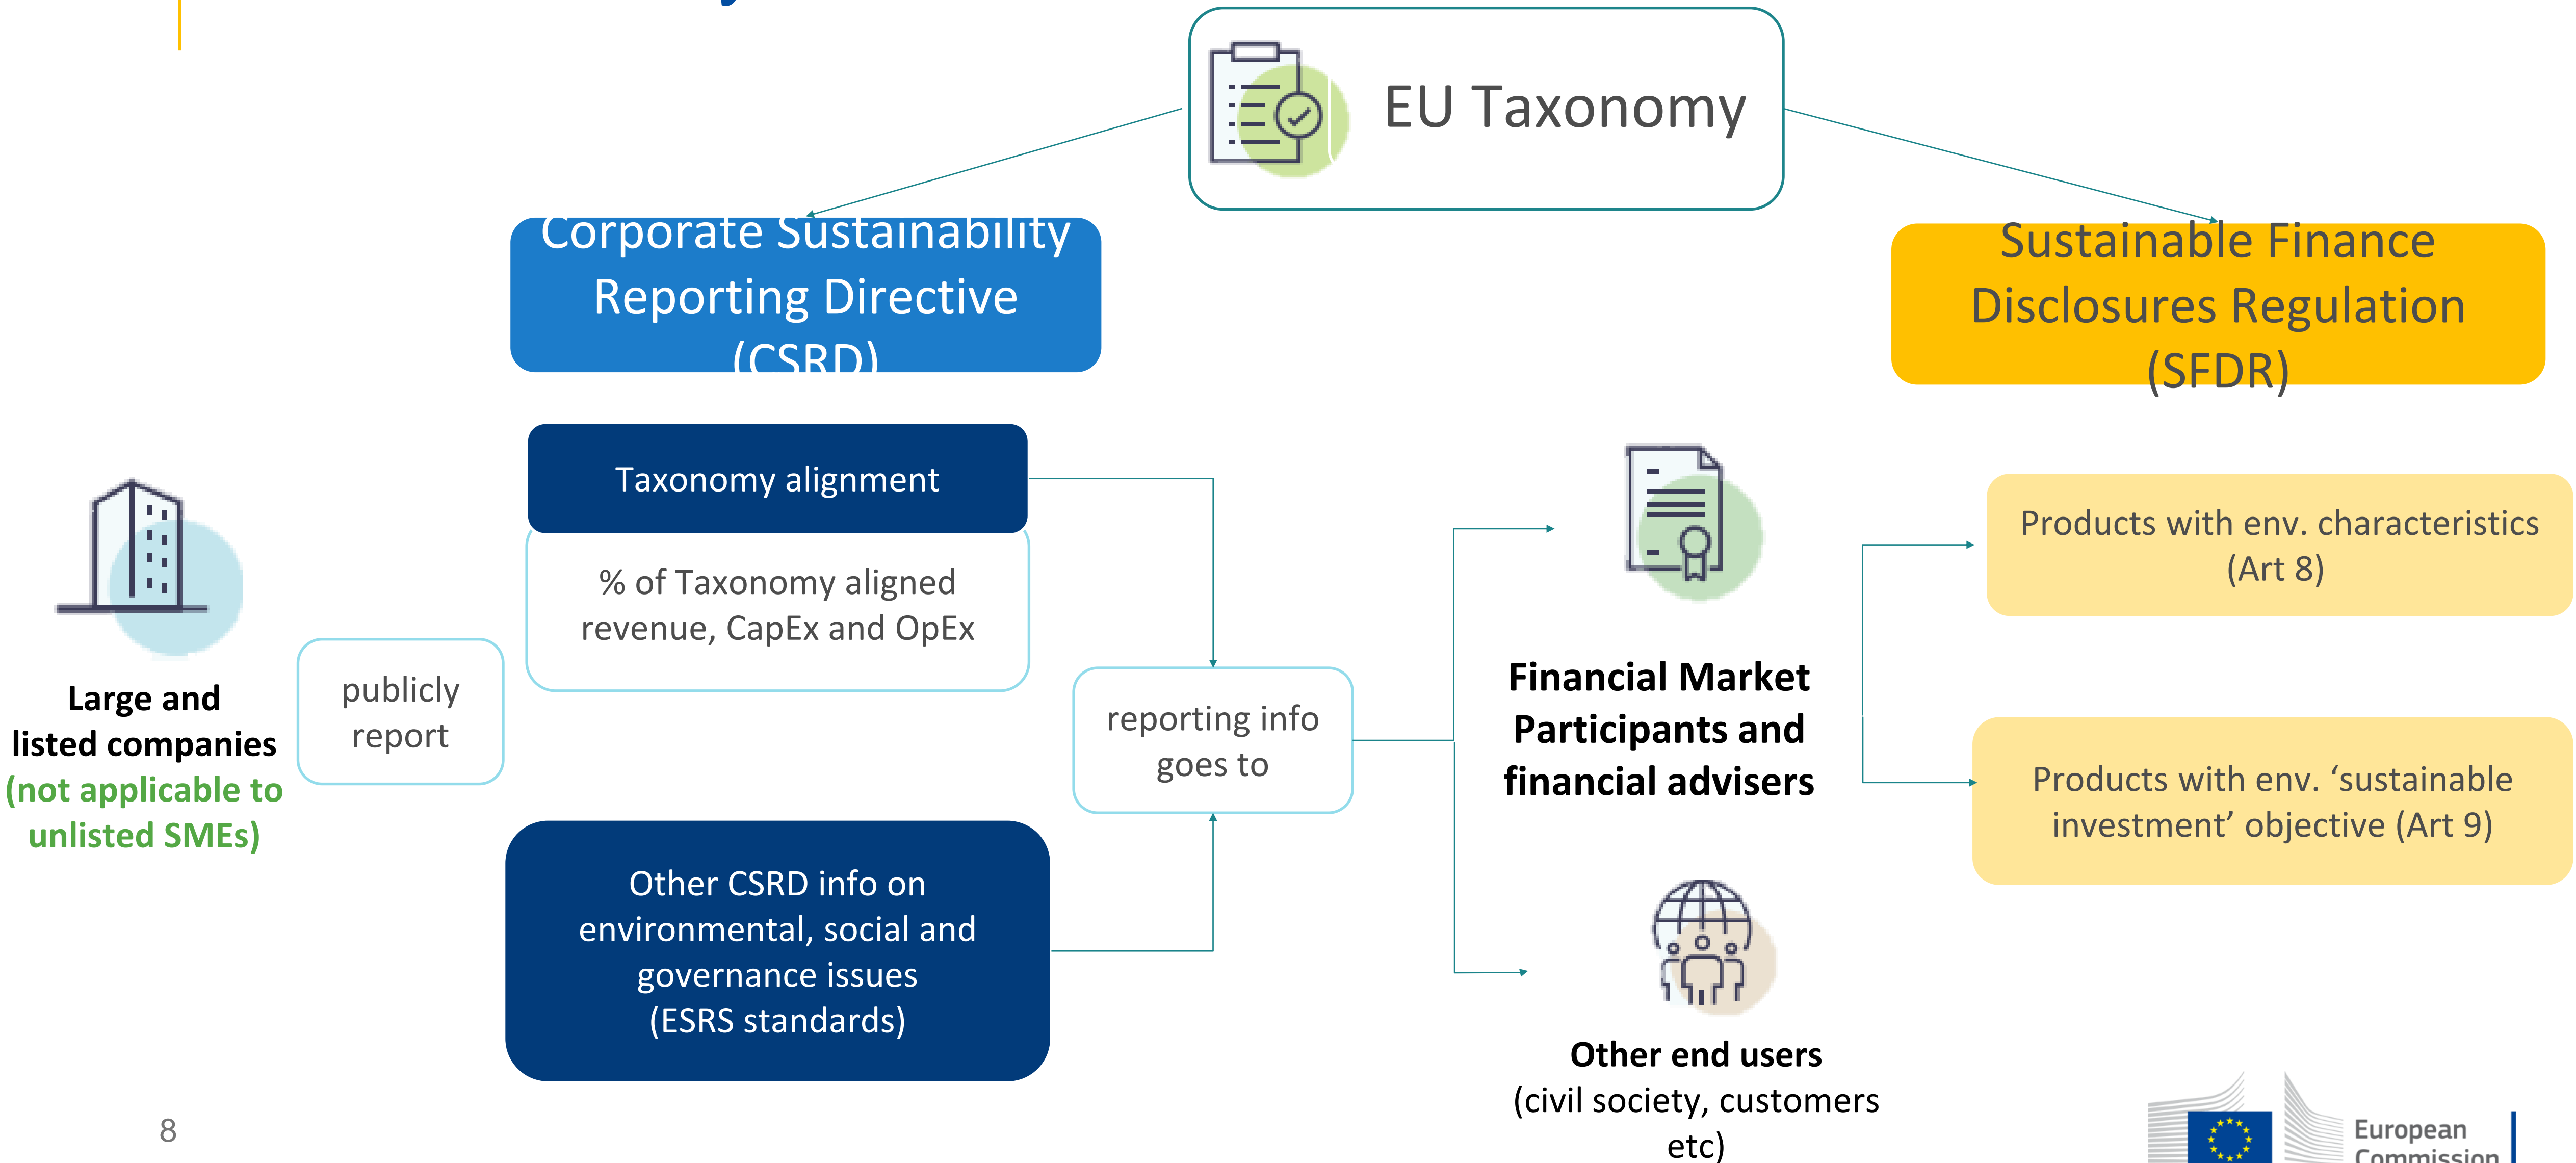 EU Taxonomy
Corporate Sustainability
Reporting Directive
(CSRD)
Sustainable Finance
Disclosures Regulation
(SFDR)
Taxonomy alignment
% of Taxonomy aligned
revenue, CapEx and OpEx
Large and
listed companies
(not applicable to
unlisted SMEs)
publicly
report
Other CSRD info on
environmental, social and
governance issues
(ESRS standards)
reporting info
goes to
Financial Market
Participants and
financial advisers
Other end users
(civil society, customers
etc)
Products with env. characteristics
(Art 8)
Products with env. ‘sustainable
investment’ objective (Art 9)
8
European
Commission